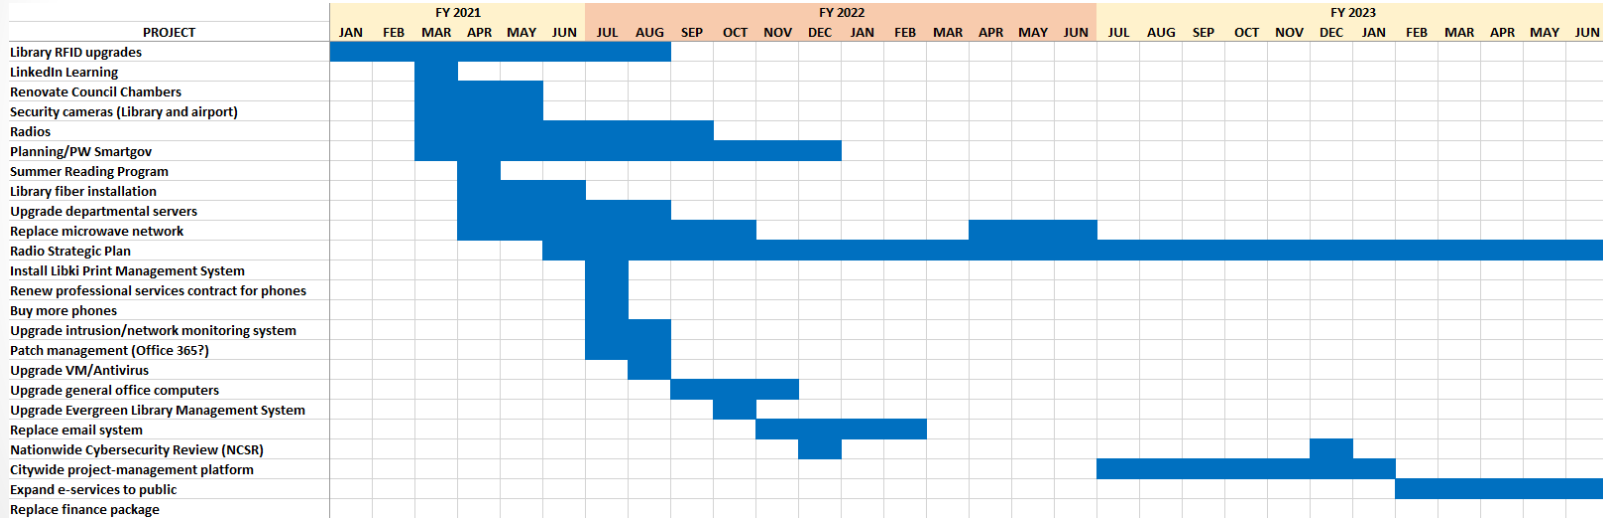 FY 2021 FY 2022 FY 2023
PROJECT JAN FEB MAR APR MAY JUN JUL AUG SEP OCT NOV DEC JAN FEB MAR APR MAY JUN JUL AUG SEP OCT NOV DEC JAN FEB MAR APR MAY JUN
Library RFID upgrades
LinkedIn Learning
Renovate Council Chambers
Security cameras (Library and airport)
Radios
Planning/PW Smartgov
Summer Reading Program
Library fiber installation
Upgrade departmental servers
Replace microwave network
Radio Strategic Plan
Install Libki Print Management System
Renew professional services contract for phones
Buy more phones
Upgrade intrusion/network monitoring system
Patch management (Office 365?)
Upgrade VM/Antivirus
Upgrade general office computers
Upgrade Evergreen Library Management System
Replace email system
Nationwide Cybersecurity Review (NCSR)
Citywide project-management platform
Expand e-services to public
Replace finance package